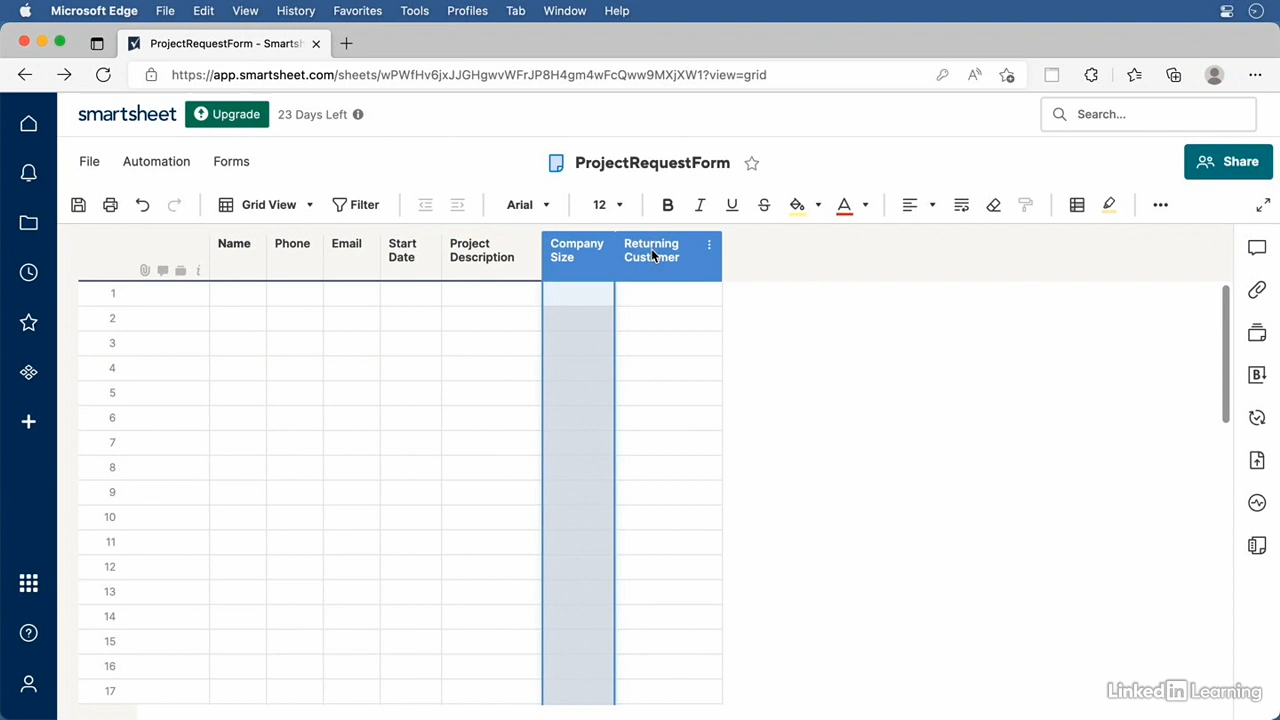 Microsoft Edge File Edit View History Favorites Tools Profiles Tab Window Help
ProjectRequestForm - Smartsh
https://app.smartsheet.com/sheets/wPWfHv6jxJJGHgwvWFrJP8H4gm4wFcQww9MXjXW1?view=grid
smartsheet Upgrade 23 Days Left Search...
File Automation Forms ProjectRequestForm Share
Grid View Filter Arial 12 B I U S A
Name Phone Email Start Date Project Description Company Size Returning Customer
1
2
3
4
5
6
7
8
9
10
11
12
13
14
15
16
17
LinkedIn Learning